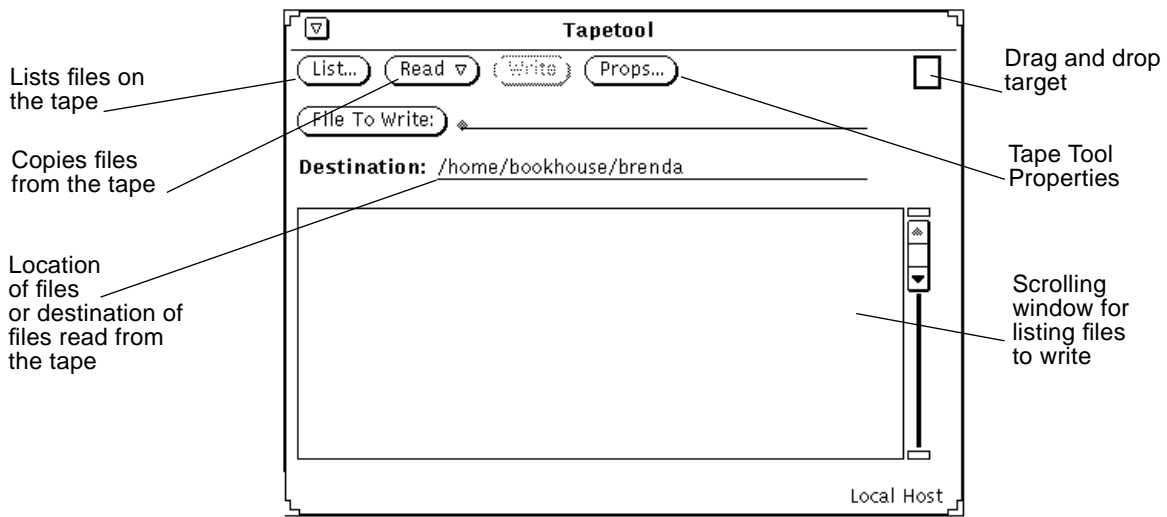 Tapetool
List...
Read
Write
Props...
Lists files on
the tape
Drag and drop
target
File To Write:
Copies files
from the tape
Destination: /home/bookhouse/brenda
Tape Tool
Properties
Location
of files
or destination of
files read from
the tape
Scrolling
window for
listing files
to write
Local Host